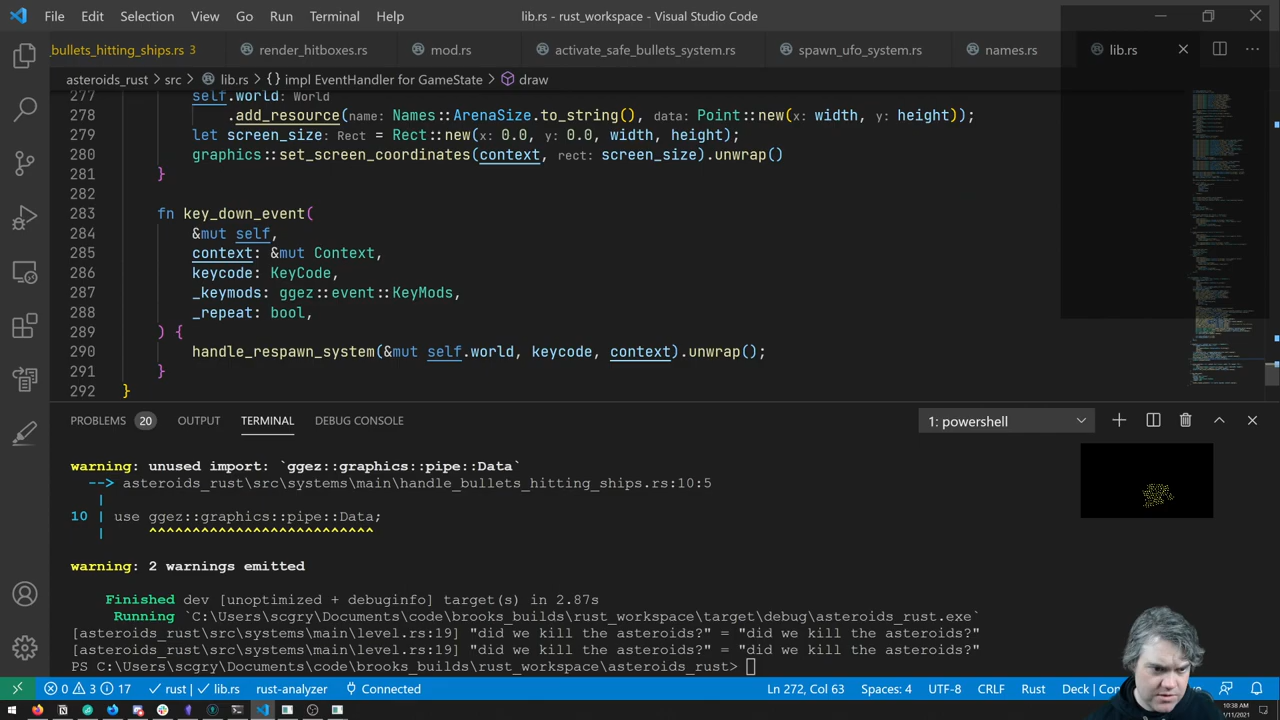 File Edit Selection View Go Run Terminal Help lib.rs - rust_workspace - Visual Studio Code
_bullets_hitting_ships.rs 3 render_hitboxes.rs mod.rs activate_safe_bullets_system.rs spawn_ufo_system.rs names.rs lib.rs
asteroids_rust > src > lib.rs > {} impl EventHandler for GameState > draw
277 self.world: World
278 .add_resource(name: Names::ArenaSize.to_string(), data: Point::new(x: width, y: height));
279 let screen_size: Rect = Rect::new(x: 0.0, y: 0.0, width, height);
280 graphics::set_screen_coordinates(context, rect: screen_size).unwrap()
281 }
282
283 fn key_down_event(
284 &mut self,
285 context: &mut Context,
286 keycode: KeyCode,
287 _keymods: ggez::event::KeyMods,
288 _repeat: bool,
289 ) {
290 handle_respawn_system(&mut self.world, keycode, context).unwrap();
291 }
292 }
PROBLEMS 20 OUTPUT TERMINAL DEBUG CONSOLE 1: powershell
warning: unused import: `ggez::graphics::pipe::Data`
--> asteroids_rust\src\systems\main\handle_bullets_hitting_ships.rs:10:5
|
10 | use ggez::graphics::pipe::Data;
| ^^^^^^^^^^^^^^^^^^^^^^^^^^
warning: 2 warnings emitted
Finished dev [unoptimized + debuginfo] target(s) in 2.87s
Running `C:\Users\scgry\Documents\code\brooks_builds\rust_workspace\target\debug\asteroids_rust.exe`
[asteroids_rust\src\systems\main\level.rs:19] "did we kill the asteroids?" = "did we kill the asteroids?"
[asteroids_rust\src\systems\main\level.rs:19] "did we kill the asteroids?" = "did we kill the asteroids?"
PS C:\Users\scgry\Documents\code\brooks_builds\rust_workspace\asteroids_rust>
0 3 17 rust | lib.rs rust-analyzer Connected Ln 272, Col 63 Spaces: 4 UTF-8 CRLF Rust Deck | Con
10:38 AM